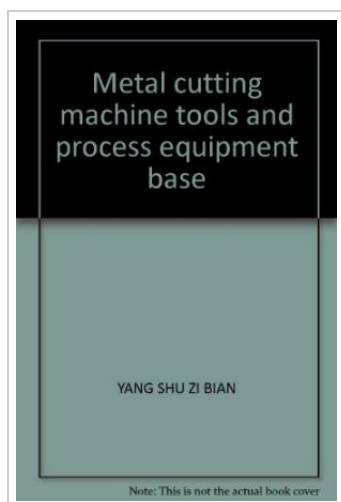 Metal cutting
machine tools and
process equipment
base
YANG SHU ZI BIAN
Note: This is not the actual book cover